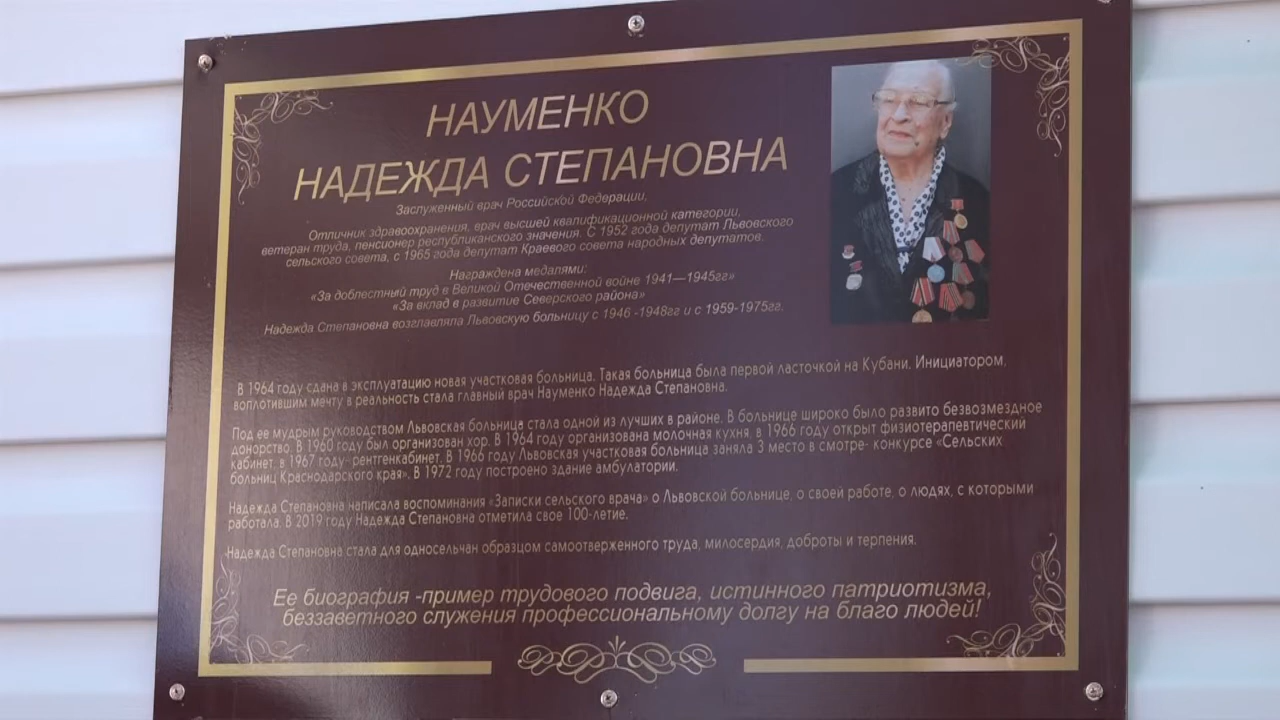 НАУМЕНКО
НАДЕЖДА СТЕПАНОВНА
Заслуженный врач Российской Федерации,
Отличник здравоохранения, врач высшей квалификационной категории,
ветеран труда, пенсионер республиканского значения. С 1952 года депутат Львовского
сельского совета, с 1965 года депутат Краевого совета народных депутатов.
Награждена медалями:
«За доблестный труд в Великой Отечественной войне 1941—1945гг»
«За вклад в развитие Северского района»
Надежда Степановна возглавляла Львовскую больницу с 1946 -1948гг и с 1959-1975гг.
В 1964 году сдана в эксплуатацию новая участковая больница. Такая больница была первой ласточкой на Кубани. Инициатором,
воплотившим мечту в реальность стала главный врач Науменко Надежда Степановна.
Под ее мудрым руководством Львовская больница стала одной из лучших в районе. В больнице широко было развито безвозмездное
донорство. В 1960 году был организован хор. В 1964 году организована молочная кухня, в 1966 году открыт физиотерапевтический
кабинет, в 1967 году- рентгенкабинет. В 1966 году Львовская участковая больница заняла 3 место в смотре- конкурсе «Сельских
больниц Краснодарского края». В 1972 году построено здание амбулатории.
Надежда Степановна написала воспоминания «Записки сельского врача» о Львовской больнице, о своей работе, о людях, с которыми
работала. В 2019 году Надежда Степановна отметила свое 100-летие.
Надежда Степановна стала для односельчан образцом самоотверженного труда, милосердия, доброты и терпения.
Ее биография -пример трудового подвига, истинного патриотизма,
беззаветного служения профессиональному долгу на благо людей!